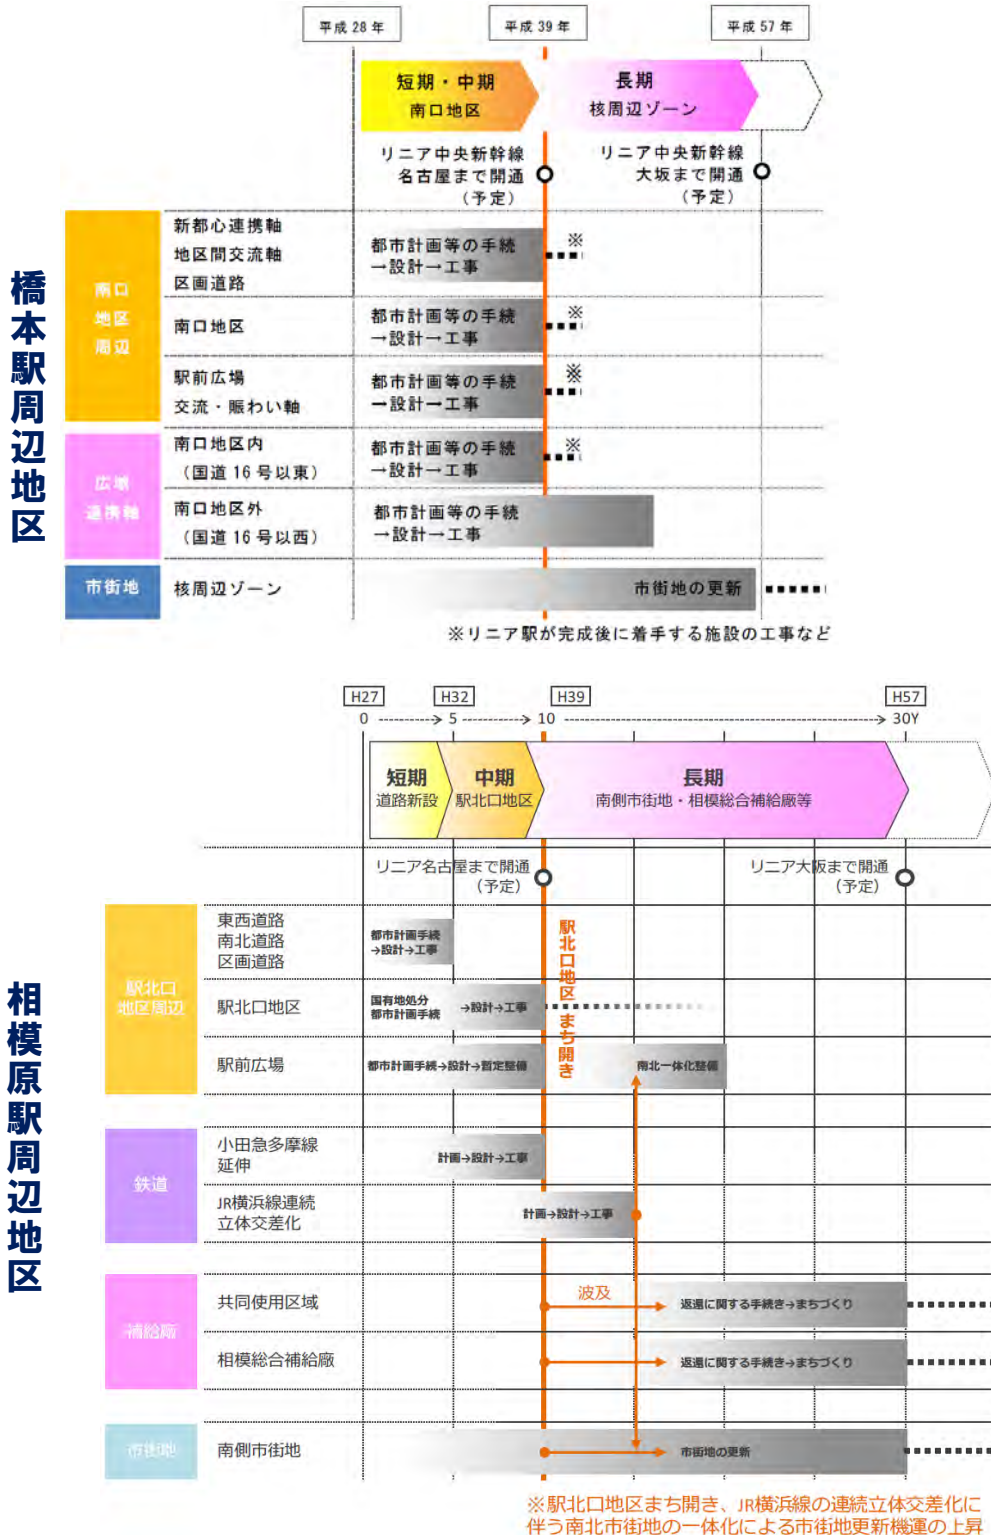 平成28年
平成39年
平成57年
短期・中期
南口地区
長期
核周辺ゾーン
リニア中央新幹線
名古屋まで開通
（予定）
リニア中央新幹線
大坂まで開通
（予定）
橋本駅周辺地区
南口
地区
周辺
新都心連携軸
地区間交流軸
区画道路
都市計画等の手続
→設計→工事
※
南口地区
都市計画等の手続
→設計→工事
※
駅前広場
交流・賑わい軸
都市計画等の手続
→設計→工事
※
※
広域
連携軸
南口地区内
（国道16号以東）
都市計画等の手続
→設計→工事
※
南口地区外
（国道16号以西）
都市計画等の手続
→設計→工事
市街地
核周辺ゾーン
市街地の更新
※リニア駅が完成後に着手する施設の工事など
H27
H32
H39
H57
0
5
10
30Y
短期
道路新設
中期
駅北口地区
長期
南側市街地・相模総合補給廠等
リニア名古屋まで開通
（予定）
リニア大阪まで開通
（予定）
相模原駅周辺地区
駅北口
地区周辺
東西道路
南北道路
区画道路
都市計画手続
→設計→工事
駅北口地区 まち開き
駅北口地区
国有地処分
都市計画手続
→設計→工事
駅前広場
都市計画手続→設計→暫定整備
南北一体化整備
鉄道
小田急多摩線
延伸
計画→設計→工事
JR横浜線連続
立体交差化
計画→設計→工事
補給廠
共同使用区域
波及
返還に関する手続き→まちづくり
相模総合補給廠
返還に関する手続き→まちづくり
市街地
南側市街地
市街地の更新
※駅北口地区まち開き、JR横浜線の連続立体交差化に
伴う南北市街地の一体化による市街地更新機運の上昇